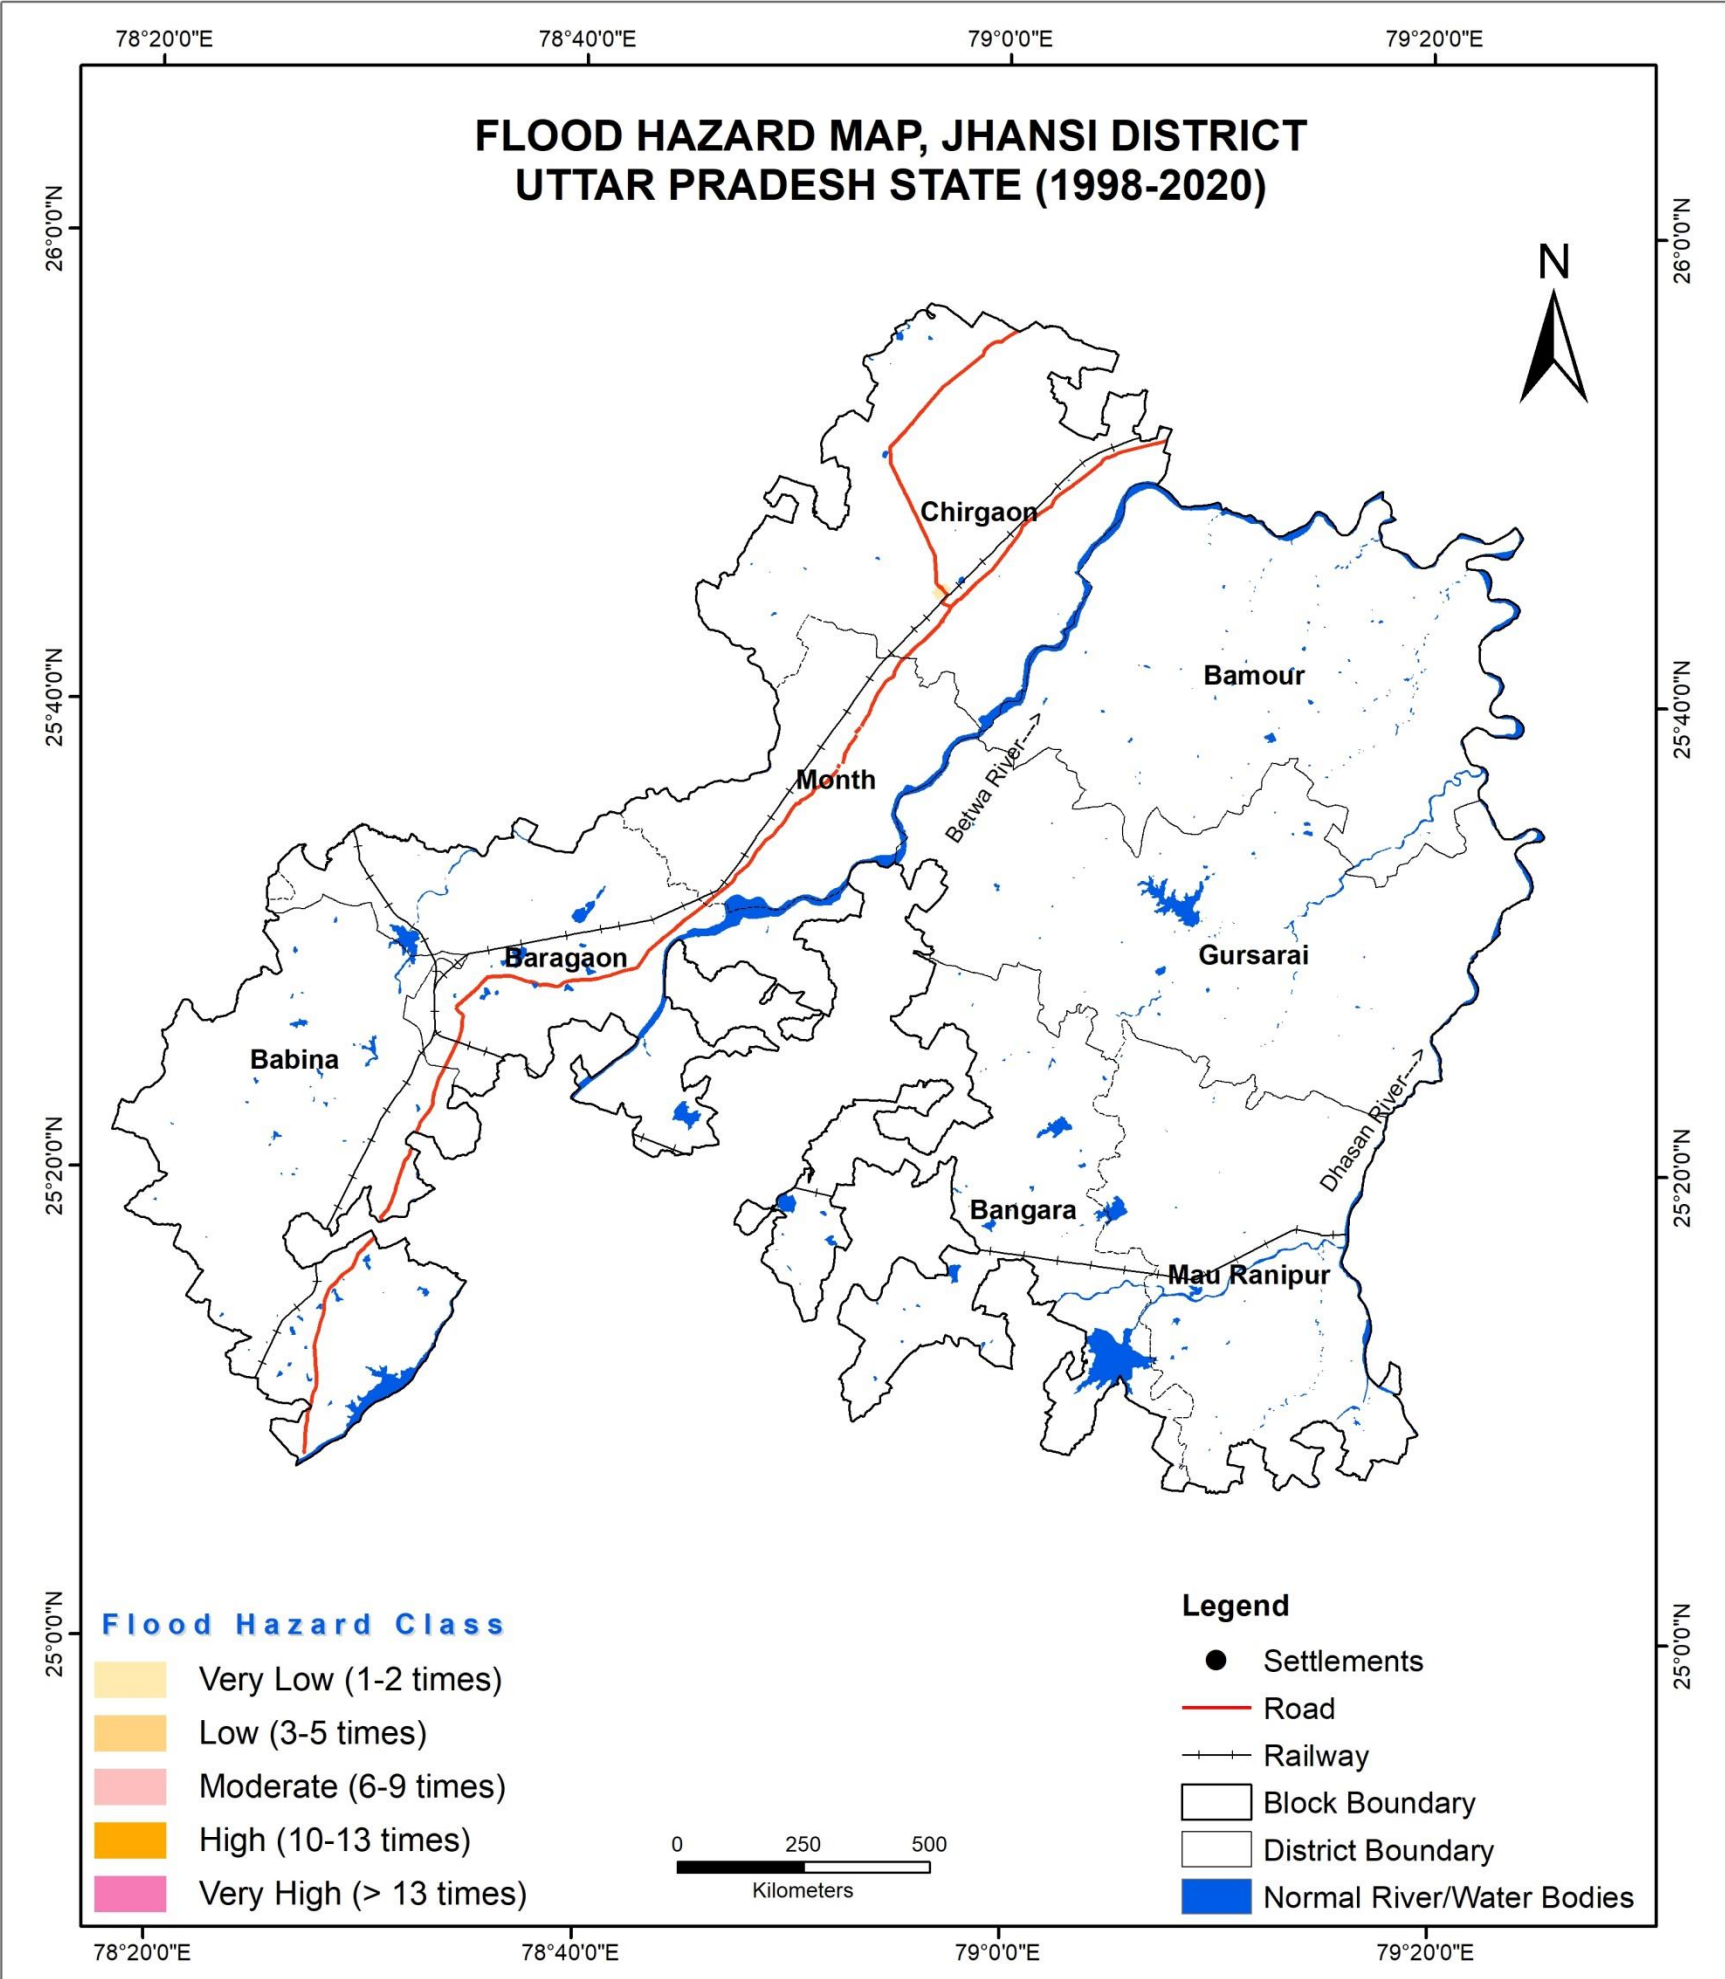 78°20'0"E 78°40'0"E 79°0'0"E 79°20'0"E
FLOOD HAZARD MAP, JHANSI DISTRICT
UTTAR PRADESH STATE (1998-2020)
26°0'0"N
26°0'0"N
N
Chirgaon
25°40'0"N
Bamour
25°40'0"N
Month
Betwa River--->
Baragaon
Gursarai
Babina
Dhasan River--->
25°20'0"N
Bangara
25°20'0"N
Mau Ranipur
25°0'0"N
25°0'0"N
Flood Hazard Class
Very Low (1-2 times)
Low (3-5 times)
Moderate (6-9 times)
High (10-13 times)
Very High (> 13 times)
0 250 500
Kilometers
Legend
Settlements
Road
Railway
Block Boundary
District Boundary
Normal River/Water Bodies
78°20'0"E 78°40'0"E 79°0'0"E 79°20'0"E